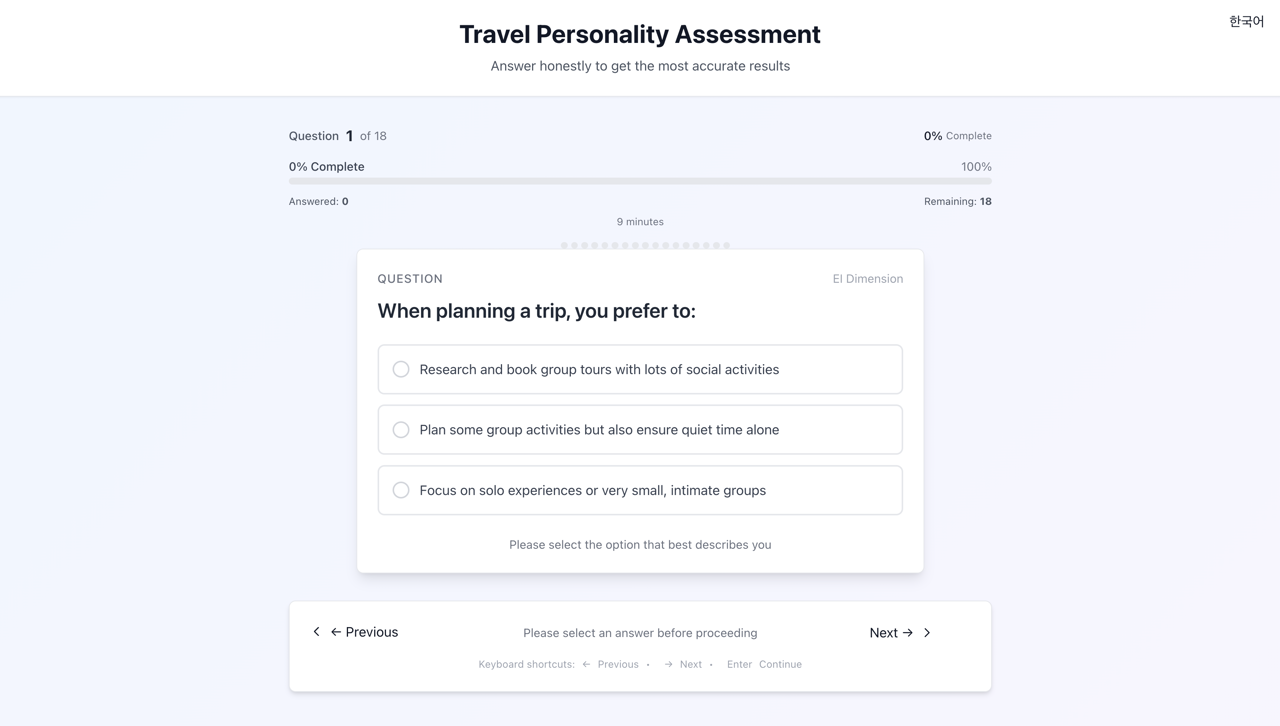 Travel Personality Assessment
한국어
Answer honestly to get the most accurate results
Question 1 of 18
0% Complete
0% Complete
100%
Answered: 0
Remaining: 18
9 minutes
QUESTION
EI Dimension
When planning a trip, you prefer to:
Research and book group tours with lots of social activities
Plan some group activities but also ensure quiet time alone
Focus on solo experiences or very small, intimate groups
Please select the option that best describes you
← Previous
Please select an answer before proceeding
Next →
Keyboard shortcuts: ← Previous • → Next • Enter Continue